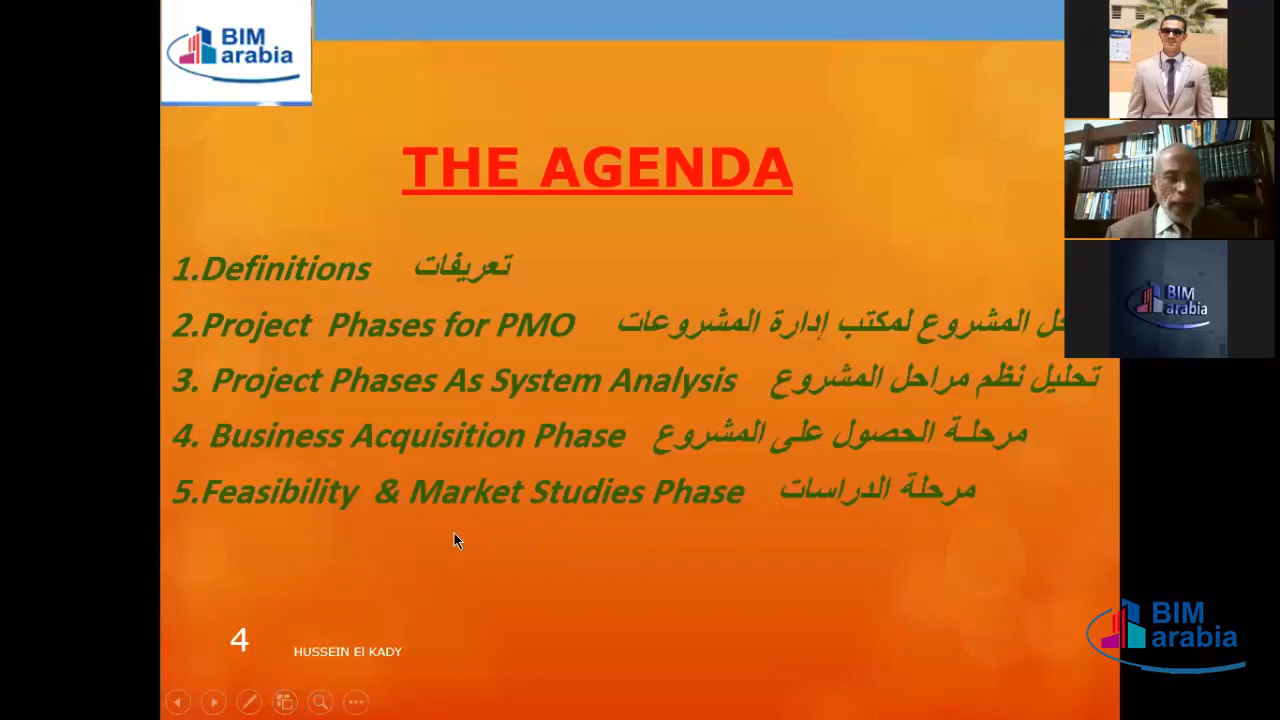 BIM
arabia
THE AGENDA
1.Definitions تعريفات
2.Project Phases for PMO المشروع لمكتب إدارة المشروعات
3. Project Phases As System Analysis تحليل نظم مراحل المشروع
4. Business Acquisition Phase مرحلة الحصول على المشروع
5.Feasibility & Market Studies Phase مرحلة الدراسات
4
HUSSEIN El KADY
BIM
arabia
BIM
arabia